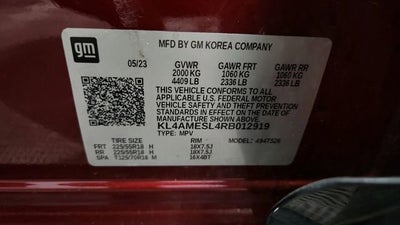 gm
MFD BY GM KOREA COMPANY
05/23 GVWR GAWR FRT GAWR RR
2000 KG 1060 KG 1060 KG
4409 LB 2336 LB 2336 LB
THIS VEHICLE CONFORMS TO ALL
APPLICABLE U.S. FEDERAL MOTOR
VEHICLE SAFETY AND THEFT PREVENTION
STANDARDS IN EFFECT ON THE DATE OF
MANUFACTURE SHOWN ABOVE.
KL4AMESL4RB012919
TYPE: MPV MODEL:
TIRE SIZE RIM
FRT 225/55R18 H 18X7.5J
RR 225/55R18 H 18X7.5J
SPA T125/70R16 M 16X4BT